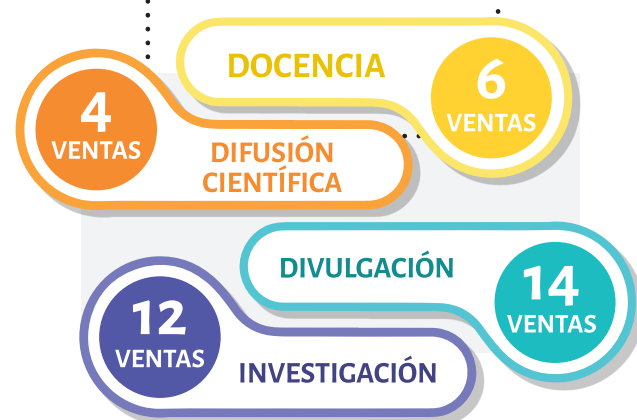 DOCENCIA
6
VENTAS
4
VENTAS
DIFUSIÓN
CIENTÍFICA
DIVULGACIÓN
14
VENTAS
12
VENTAS
INVESTIGACIÓN